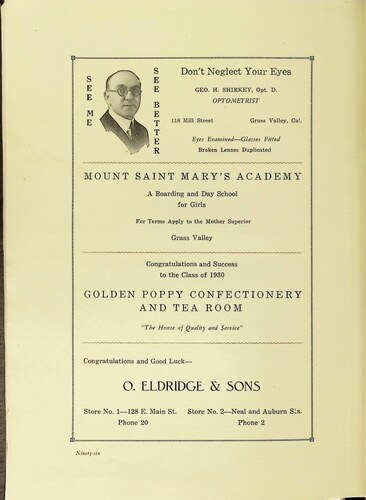 SEE ME
SEE BETTER
Don't Neglect Your Eyes
GEO. H. SHIRKEY, Opt. D.
OPTOMETRIST
118 Mill Street Grass Valley, Cal.
Eyes Examined—Glasses Fitted
Broken Lenses Duplicated
MOUNT SAINT MARY'S ACADEMY
A Boarding and Day School
for Girls
For Terms Apply to the Mother Superior
Grass Valley
Congratulations and Success
to the Class of 1930
GOLDEN POPPY CONFECTIONERY
AND TEA ROOM
"The House of Quality and Service"
Congratulations and Good Luck—
O. ELDRIDGE & SONS
Store No. 1—128 E. Main St. Store No. 2—Neal and Auburn Sts.
Phone 20 Phone 2
Ninety-six